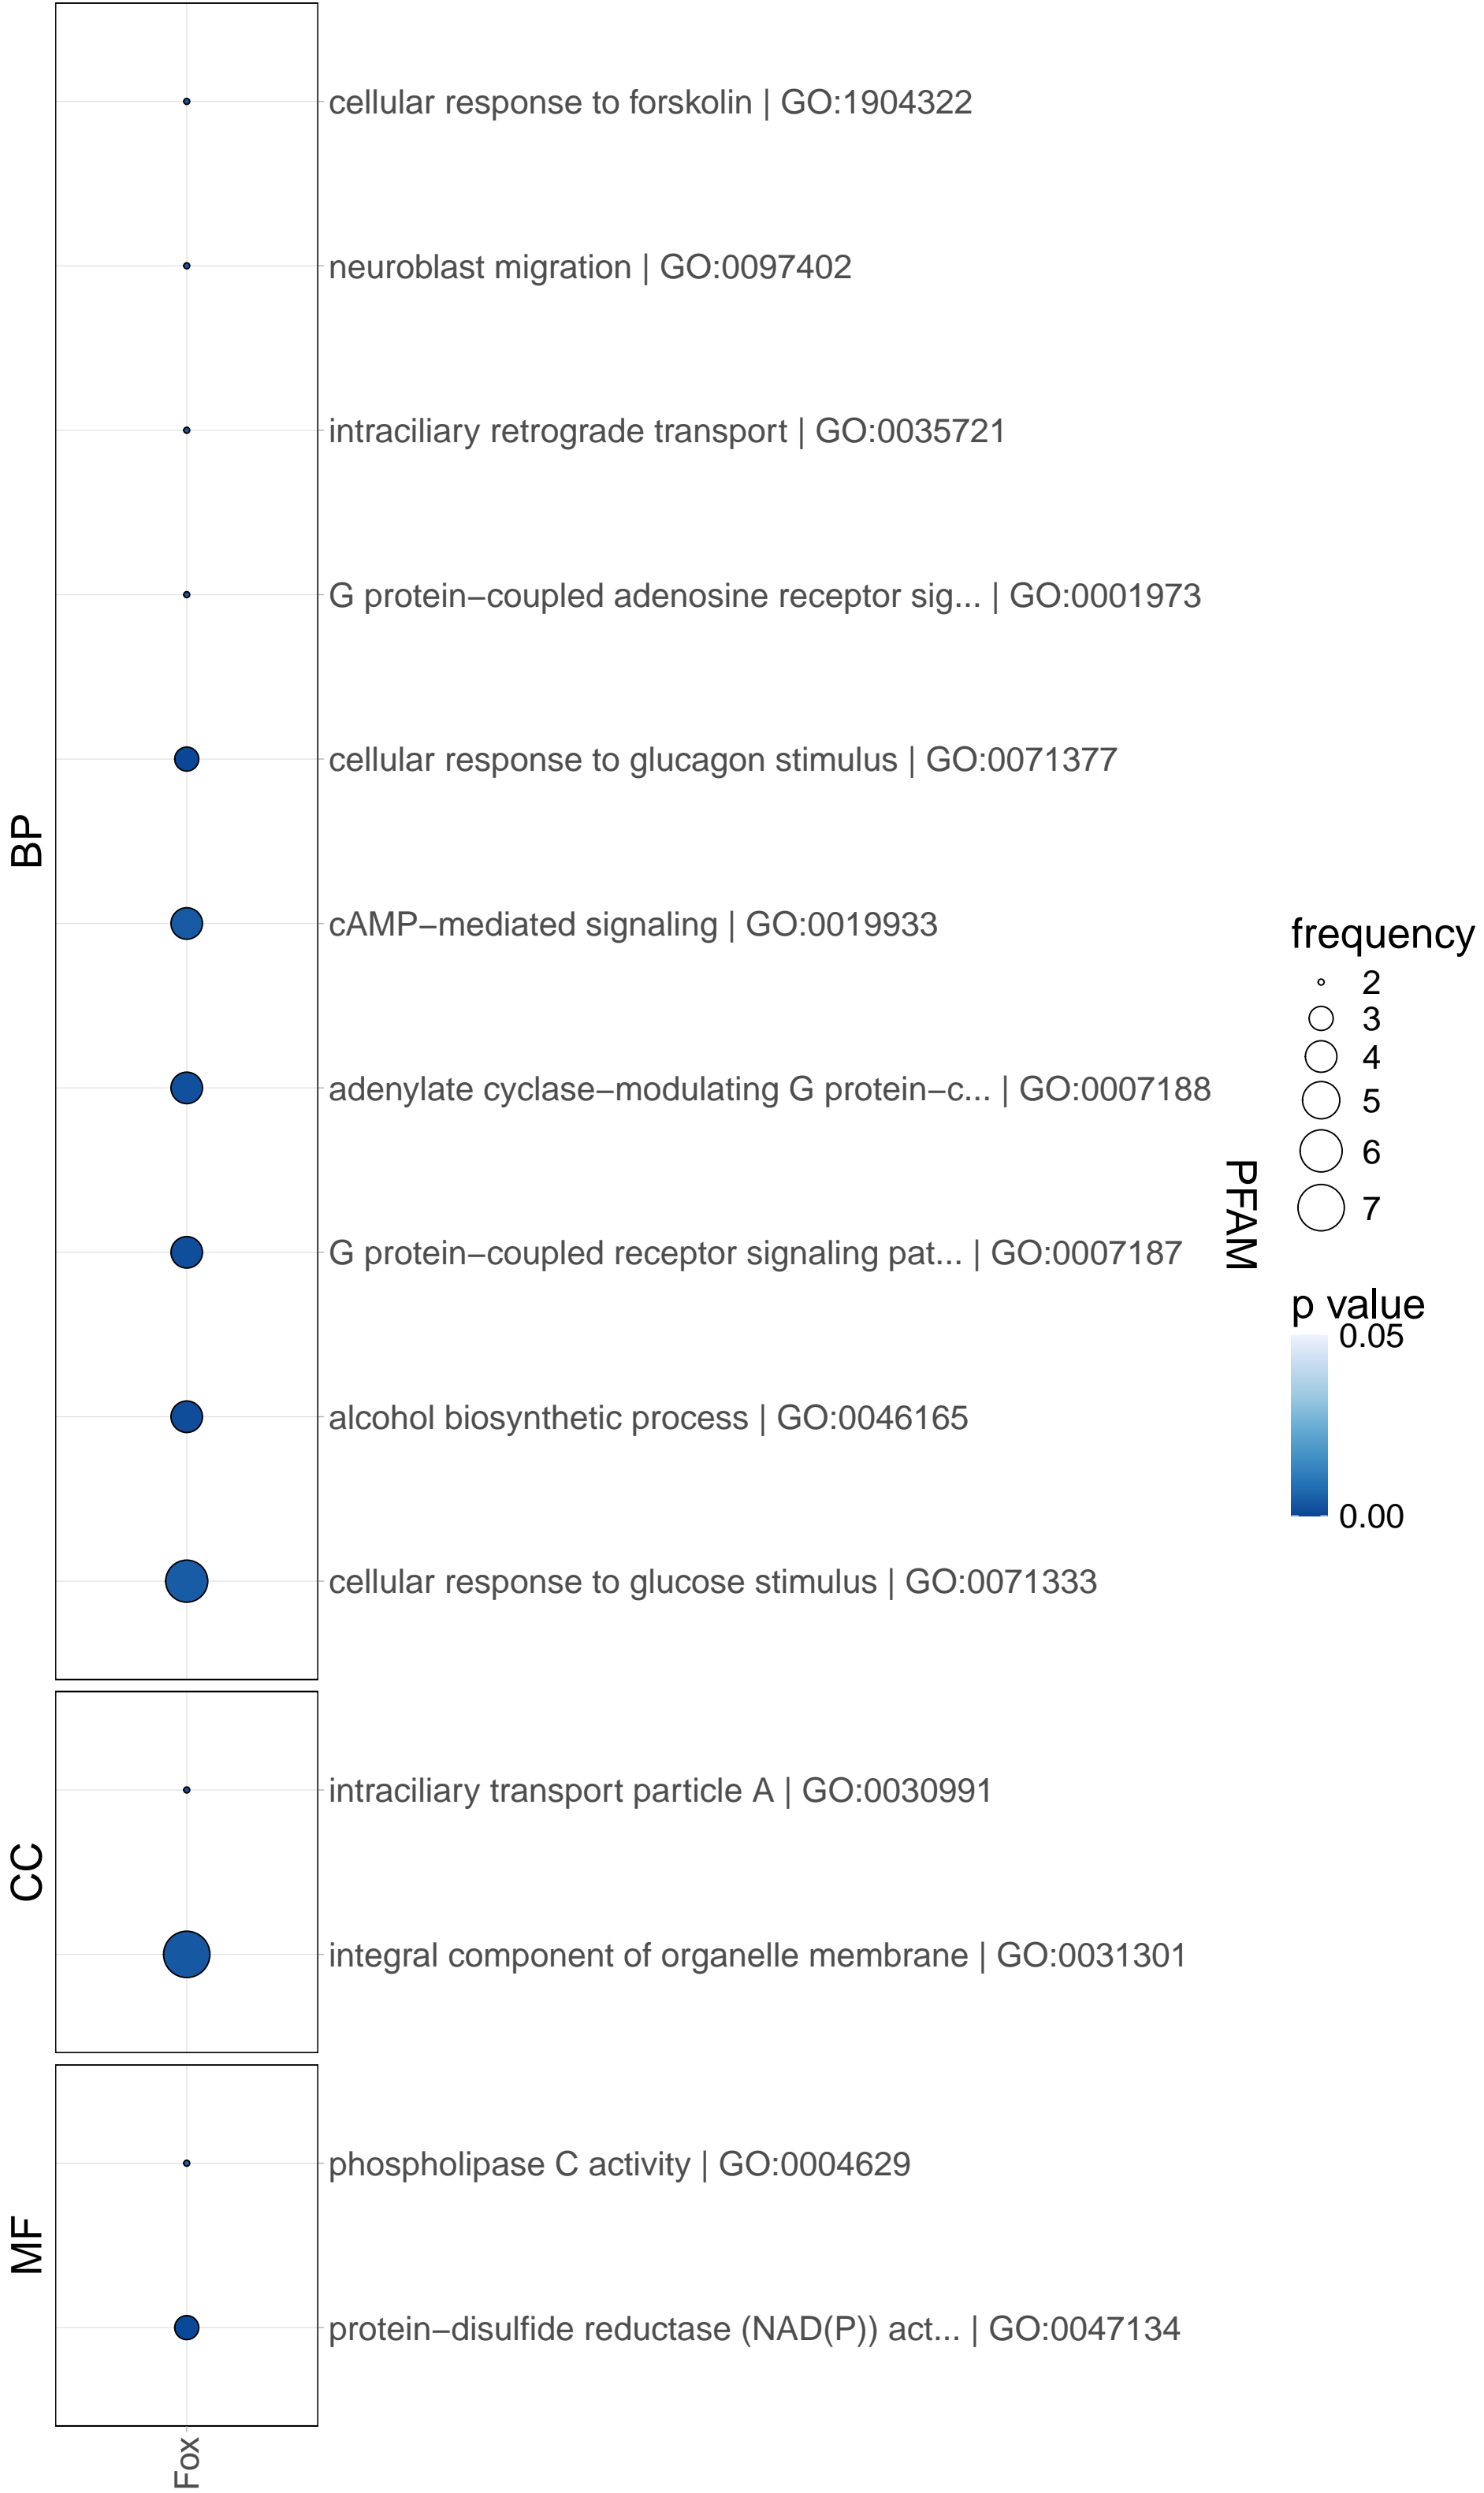 BP
cellular response to forskolin | GO:1904322
neuroblast migration | GO:0097402
intraciliary retrograde transport | GO:0035721
G protein−coupled adenosine receptor sig... | GO:0001973
cellular response to glucagon stimulus | GO:0071377
cAMP−mediated signaling | GO:0019933
adenylate cyclase−modulating G protein−c... | GO:0007188
G protein−coupled receptor signaling pat... | GO:0007187
alcohol biosynthetic process | GO:0046165
cellular response to glucose stimulus | GO:0071333
CC
intraciliary transport particle A | GO:0030991
integral component of organelle membrane | GO:0031301
MF
phospholipase C activity | GO:0004629
protein−disulfide reductase (NAD(P)) act... | GO:0047134
Fox
PFAM
frequency
2
3
4
5
6
7
p value
0.05
0.00